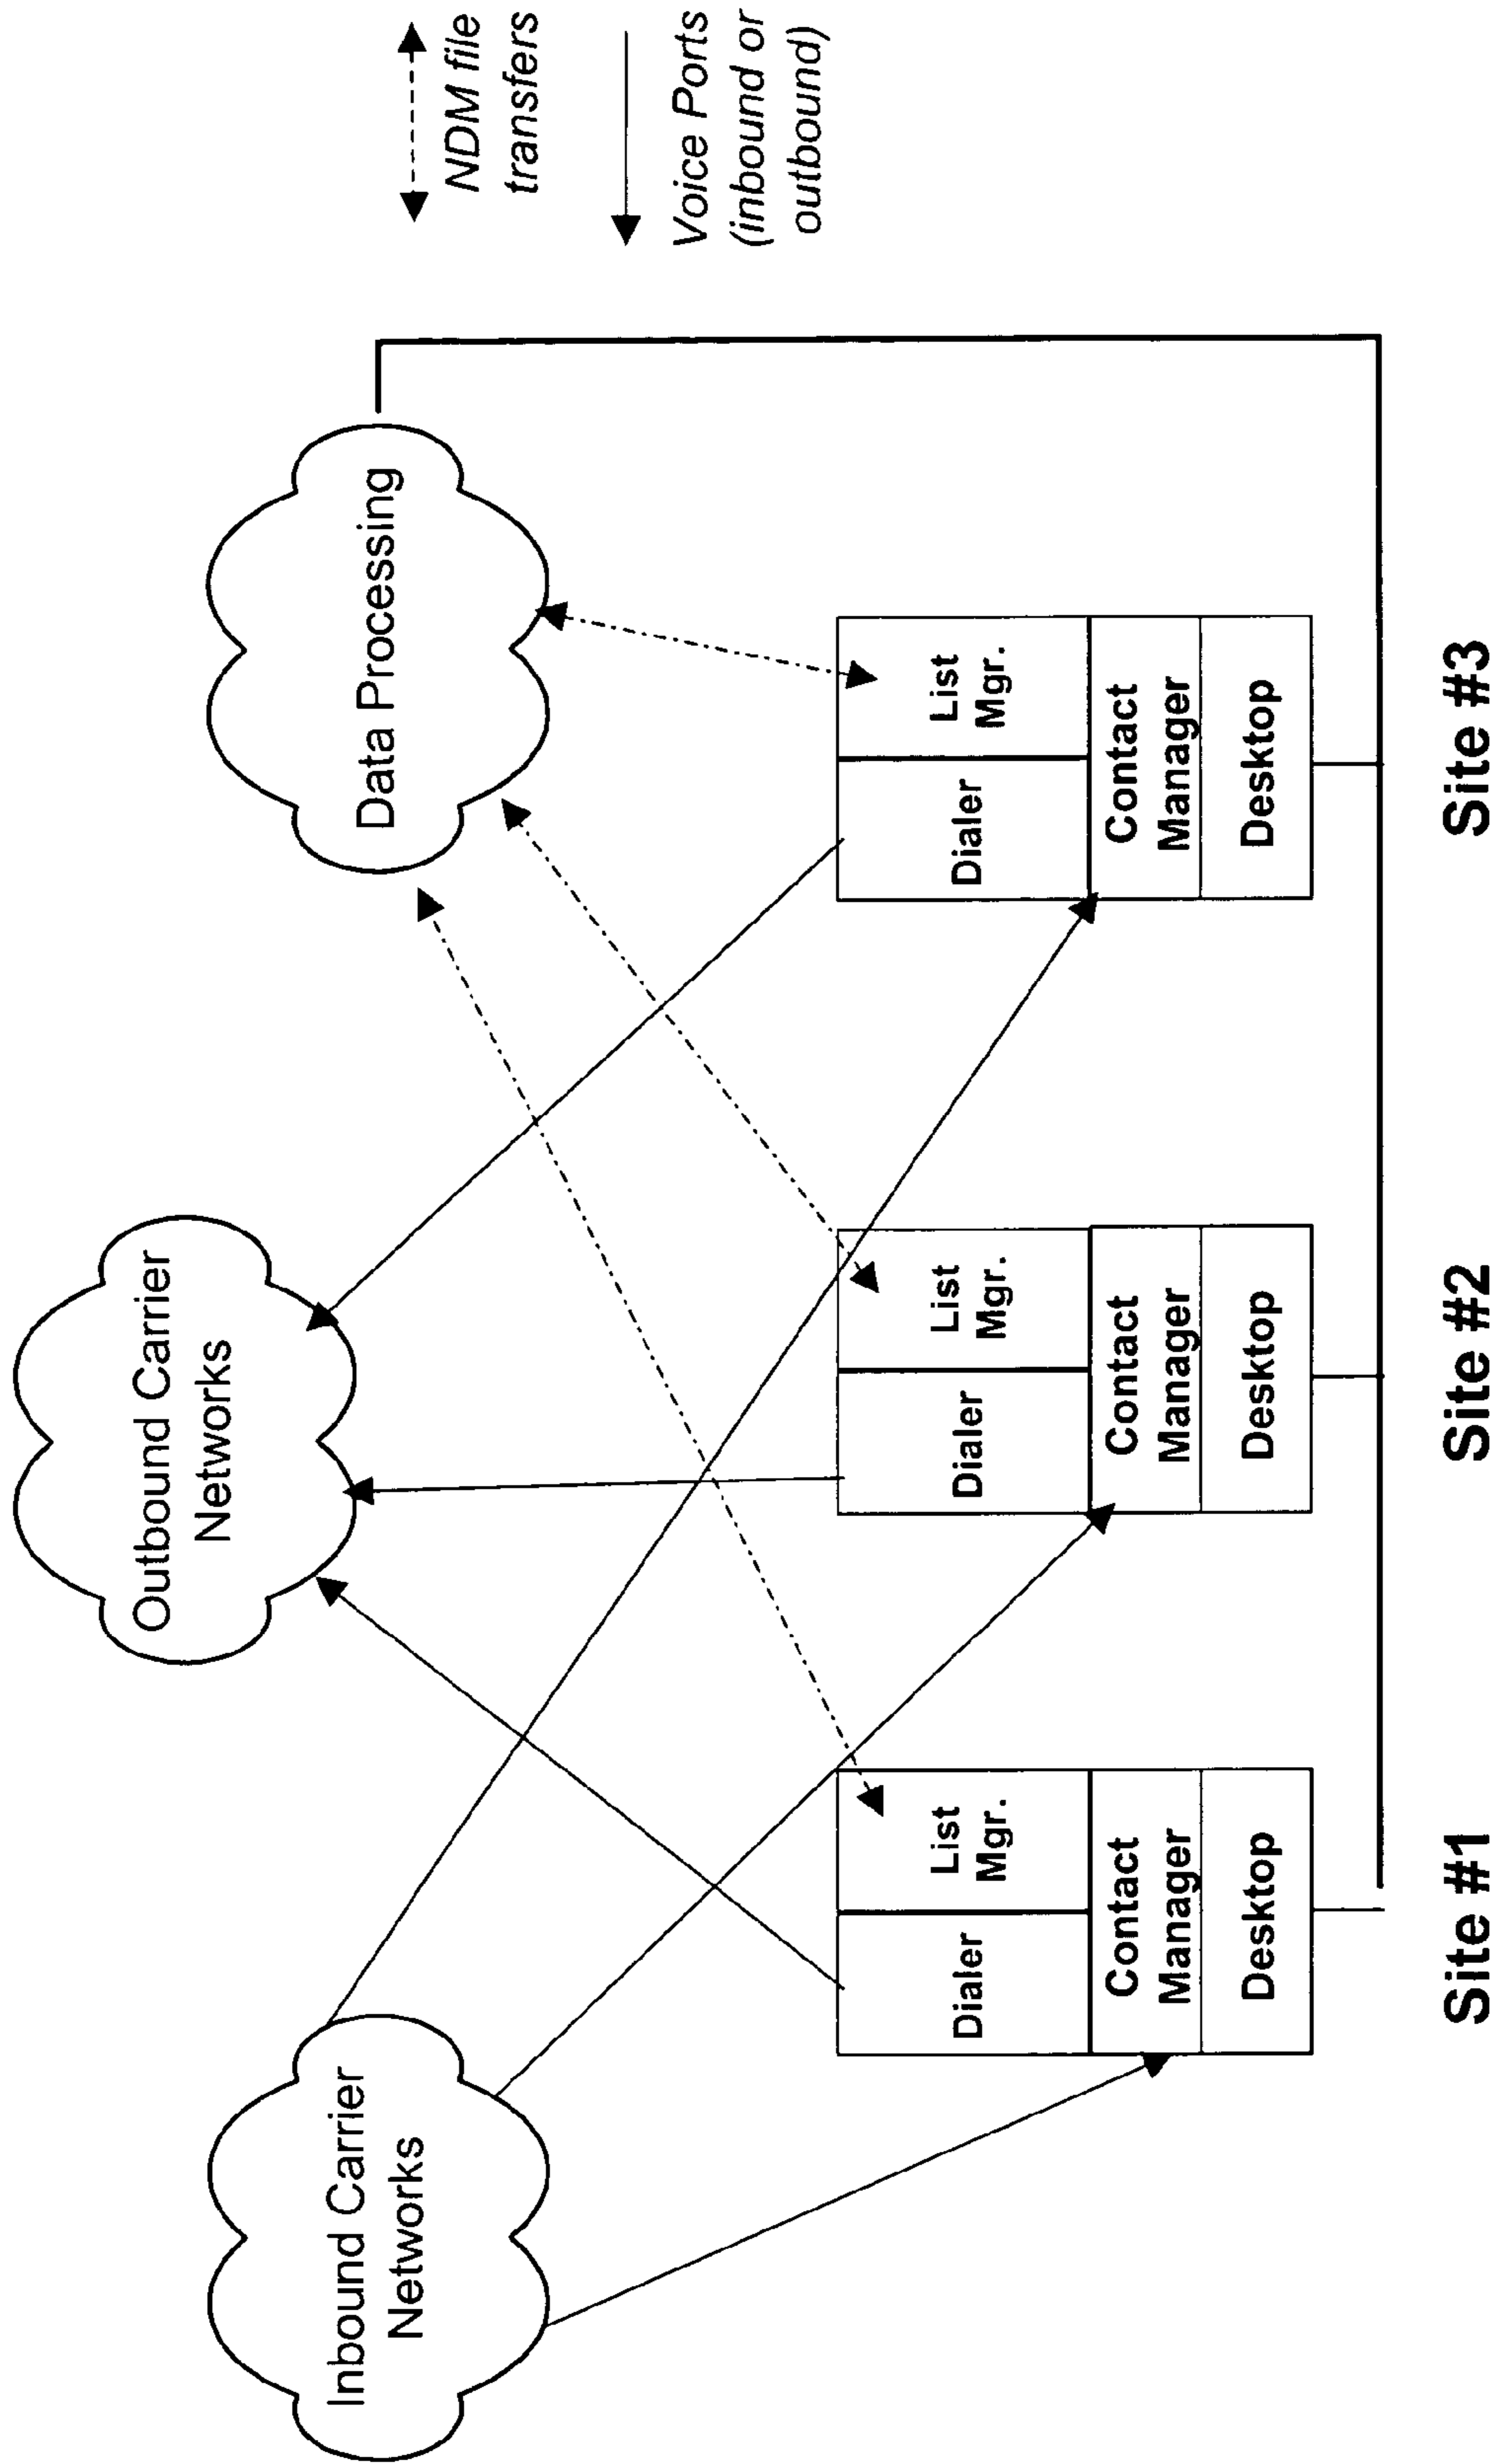 Inbound Carrier
Networks
Outbound Carrier
Networks
Data Processing
NDM file
transfers
Voice Ports
(inbound or
outbound)
Dialer
List
Mgr.
Contact
Manager
Desktop
Site #1
Dialer
List
Mgr.
Contact
Manager
Desktop
Site #2
Dialer
List
Mgr.
Contact
Manager
Desktop
Site #3